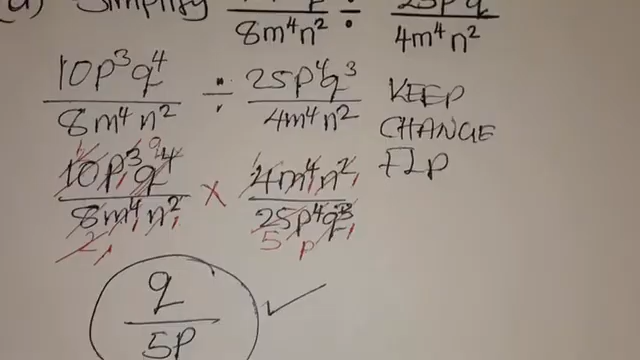 (a) Simplify ÷
8m⁴n² 4m⁴n²
10p³q⁴ ÷ 25p⁴q³ KEEP
8m⁴n² 4m⁴n² CHANGE
10p³q⁴ × 4m⁴n² FLIP
8m⁴n² 25p⁴q³
2 5 p
q
5p